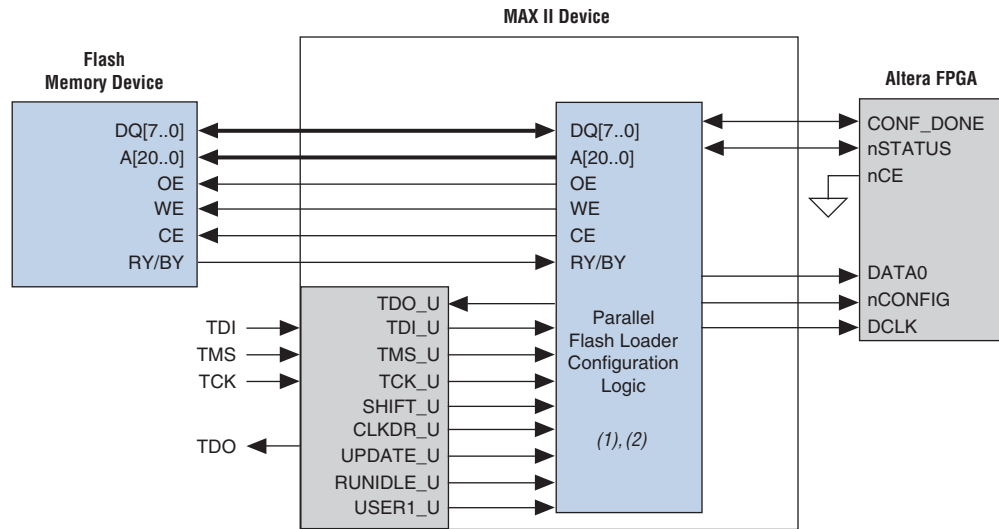 MAX II Device
Flash
Memory Device
Altera FPGA
DQ[7..0]
A[20..0]
OE
WE
CE
RY/BY
DQ[7..0]
A[20..0]
OE
WE
CE
RY/BY
Parallel
Flash Loader
Configuration
Logic
(1), (2)
CONF_DONE
nSTATUS
nCE
DATA0
nCONFIG
DCLK
TDI
TMS
TCK
TDO
TDO_U
TDI_U
TMS_U
TCK_U
SHIFT_U
CLKDR_U
UPDATE_U
RUNIDLE_U
USER1_U